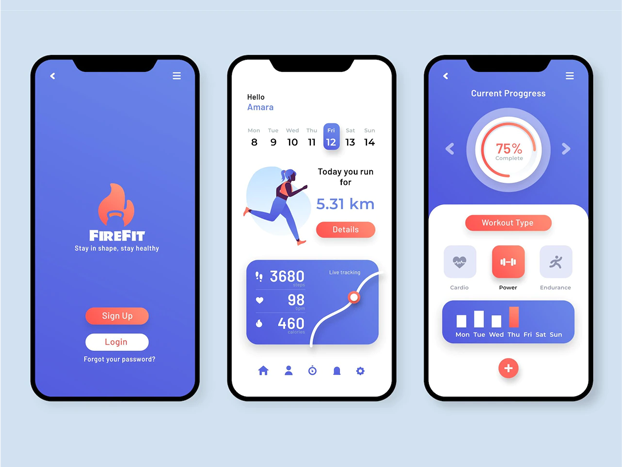 FIREFIT
Stay in shape, stay healthy
Sign Up
Login
Forgot your password?
Hello
Amara
Mon Tue Wed Thu Fri Sat Sun
8 9 10 11 12 13 14
Today you run
for
5.31 km
Details
3680
steps
Live tracking
98
bpm
460
calories
Current Proggress
75%
Complete
Workout Type
Cardio Power Endurance
Mon Tue Wed Thu Fri Sat Sun